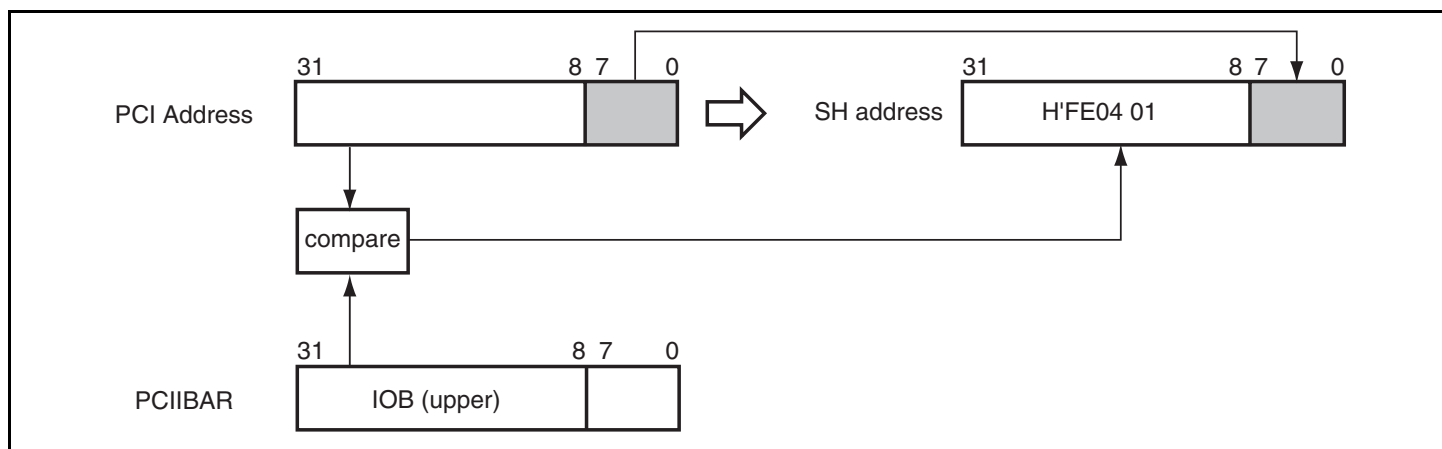 31 8 7 0 31 8 7 0
PCI Address SH address H'FE04 01
compare
31 8 7 0
PCIIBAR IOB (upper)